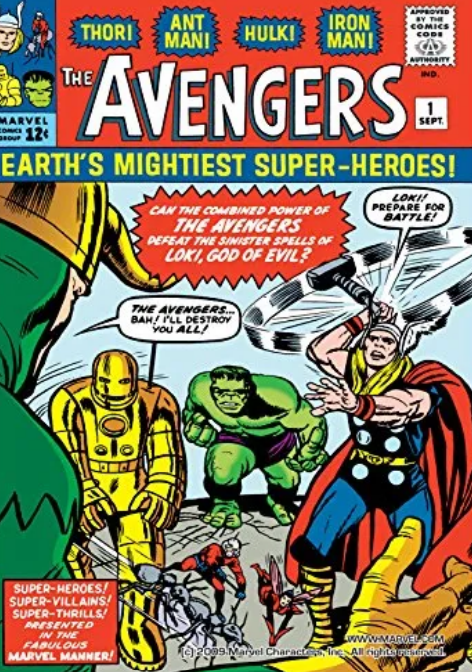 THOR!
ANT
MAN!
HULK!
IRON
MAN!
APPROVED
BY THE
COMICS
CODE
AUTHORITY
IND.
THE AVENGERS
1
SEPT.
MARVEL
COMICS
GROUP 12¢
EARTH'S MIGHTIEST SUPER-HEROES!
CAN THE COMBINED POWER OF
THE AVENGERS
DEFEAT THE SINISTER SPELLS OF
LOKI, GOD OF EVIL?
LOKI!
PREPARE FOR
BATTLE!
THE AVENGERS...
BAH! I'LL DESTROY
YOU ALL!
SUPER-HEROES!
SUPER-VILLAINS!
SUPER-THRILLS!
PRESENTED
IN THE
FABULOUS
MARVEL MANNER!
WWW.MARVEL.COM
(c) 2009 Marvel Characters, Inc. All rights reserved.